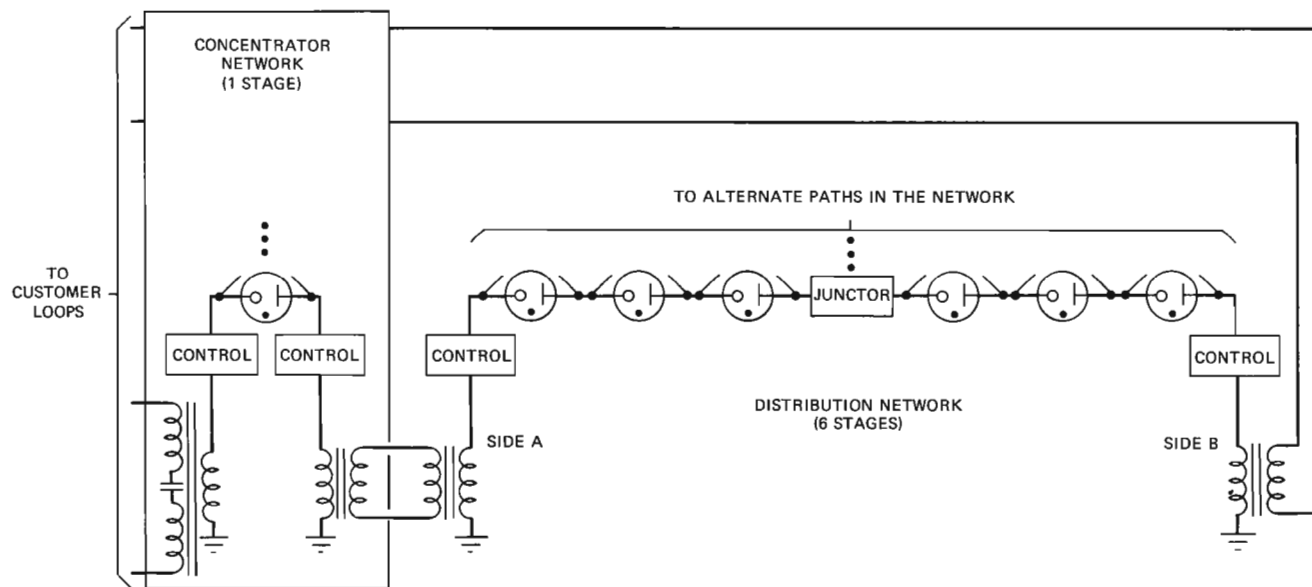 CONCENTRATOR
NETWORK
(1 STAGE)
TO ALTERNATE PATHS IN THE NETWORK
TO
CUSTOMER
LOOPS
JUNCTOR
CONTROL
CONTROL
CONTROL
CONTROL
DISTRIBUTION NETWORK
(6 STAGES)
SIDE A
SIDE B